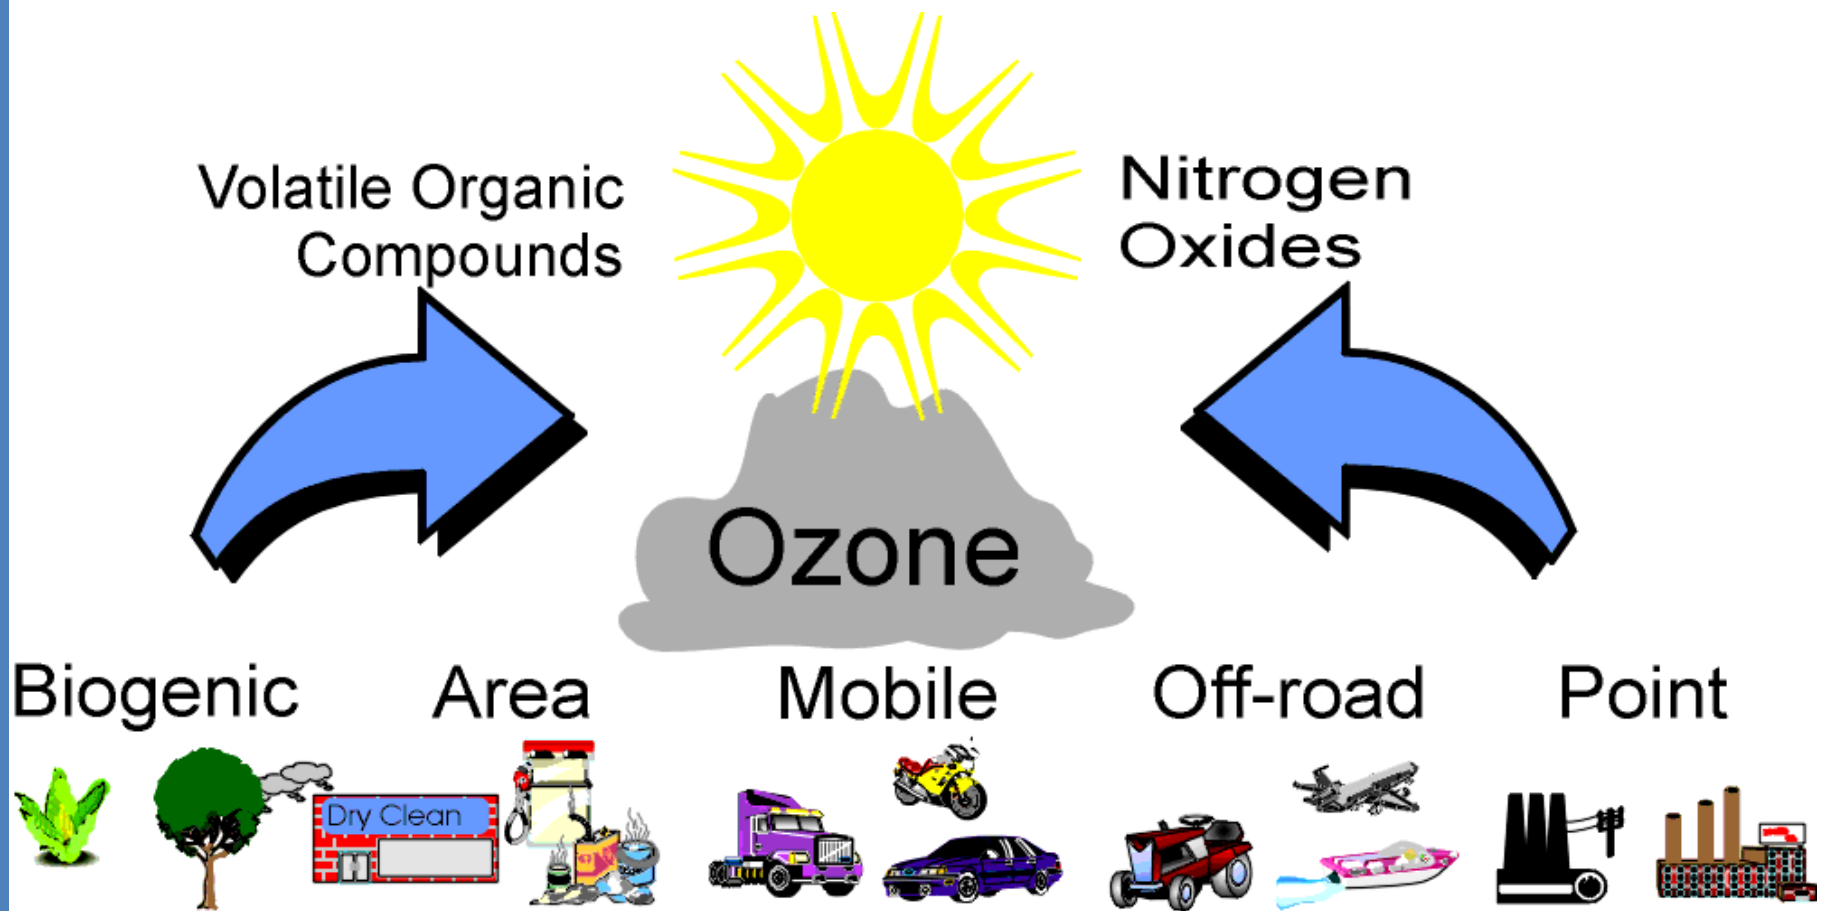 Volatile Organic
Compounds
Nitrogen
Oxides
Ozone
Biogenic
Area
Mobile
Off-road
Point
Dry Clean